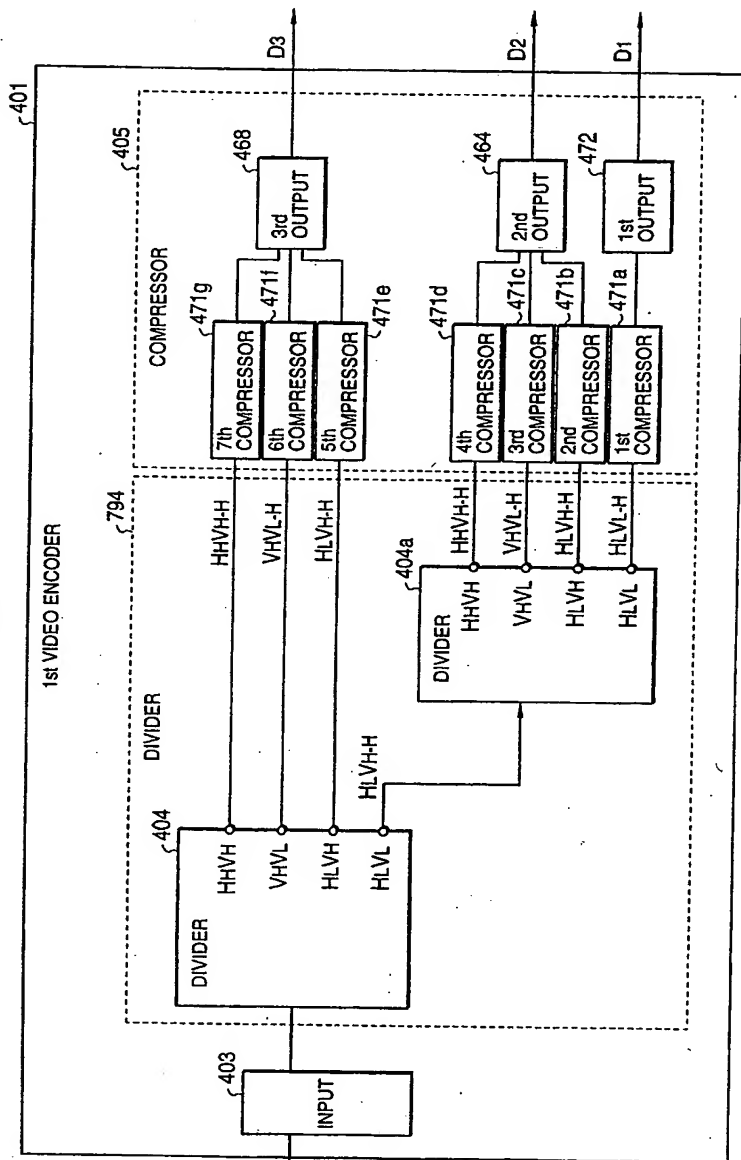 1st VIDEO ENCODER
401
403
INPUT
DIVIDER
794
404
DIVIDER
HHVH
VHVL
HLVH
HLVL
HHVH-H
VHVL-H
HLVH-H
HLVH-H
404a
DIVIDER
HHVH
VHVL
HLVH
HLVL
HHVH-H
VHVL-H
HLVH-H
HLVL-H
COMPRESSOR
405
471g
7th
COMPRESSOR
471f
6th
COMPRESSOR
471e
5th
COMPRESSOR
471d
4th
COMPRESSOR
471c
3rd
COMPRESSOR
471b
2nd
COMPRESSOR
471a
1st
COMPRESSOR
468
3rd
OUTPUT
464
2nd
OUTPUT
472
1st
OUTPUT
D3
D2
D1